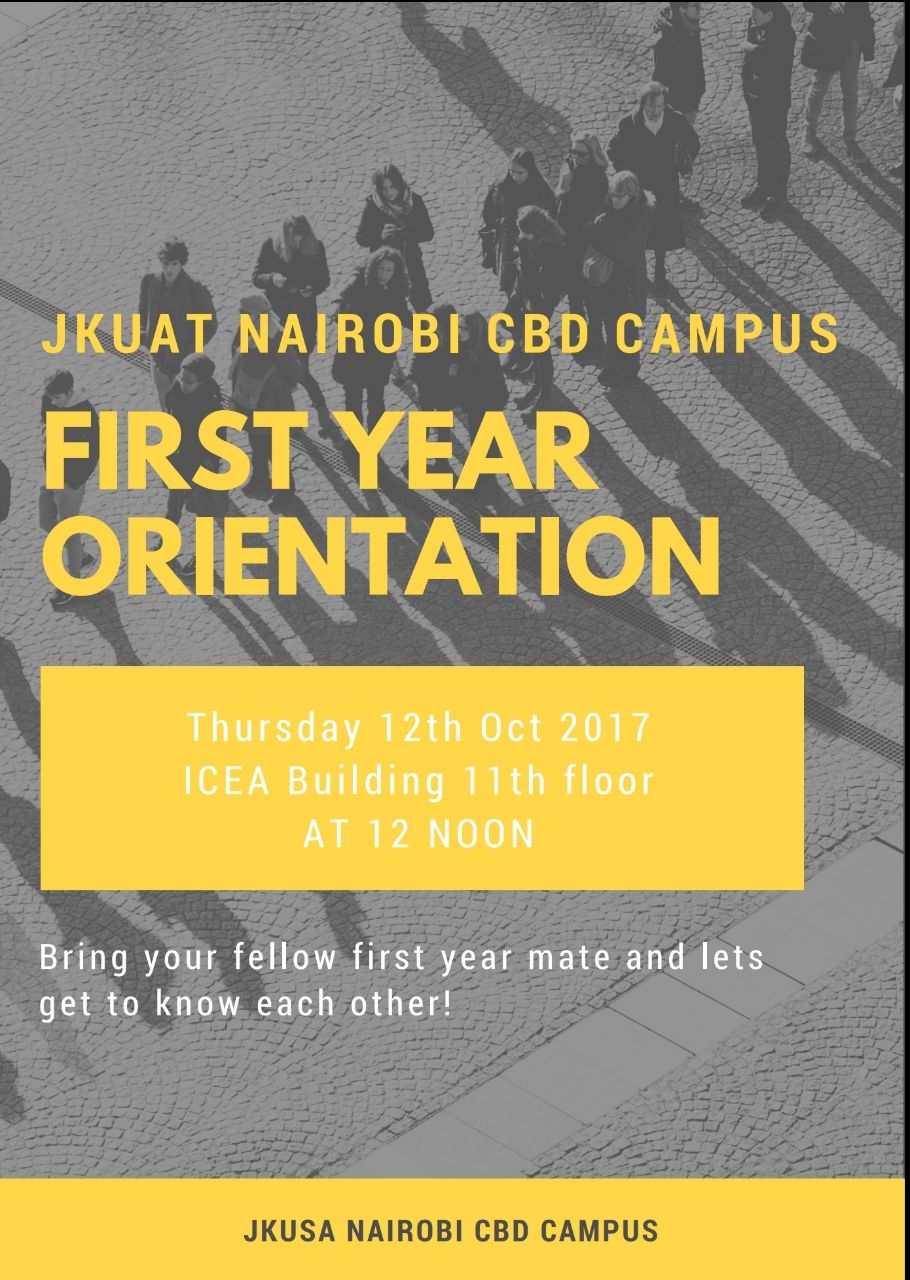 JKUAT NAIROBI CBD CAMPUS
FIRST YEAR
ORIENTATION
Thursday 12th Oct 2017
ICEA Building 11th floor
AT 12 NOON
Bring your fellow first year mate and lets
get to know each other!
JKUSA NAIROBI CBD CAMPUS